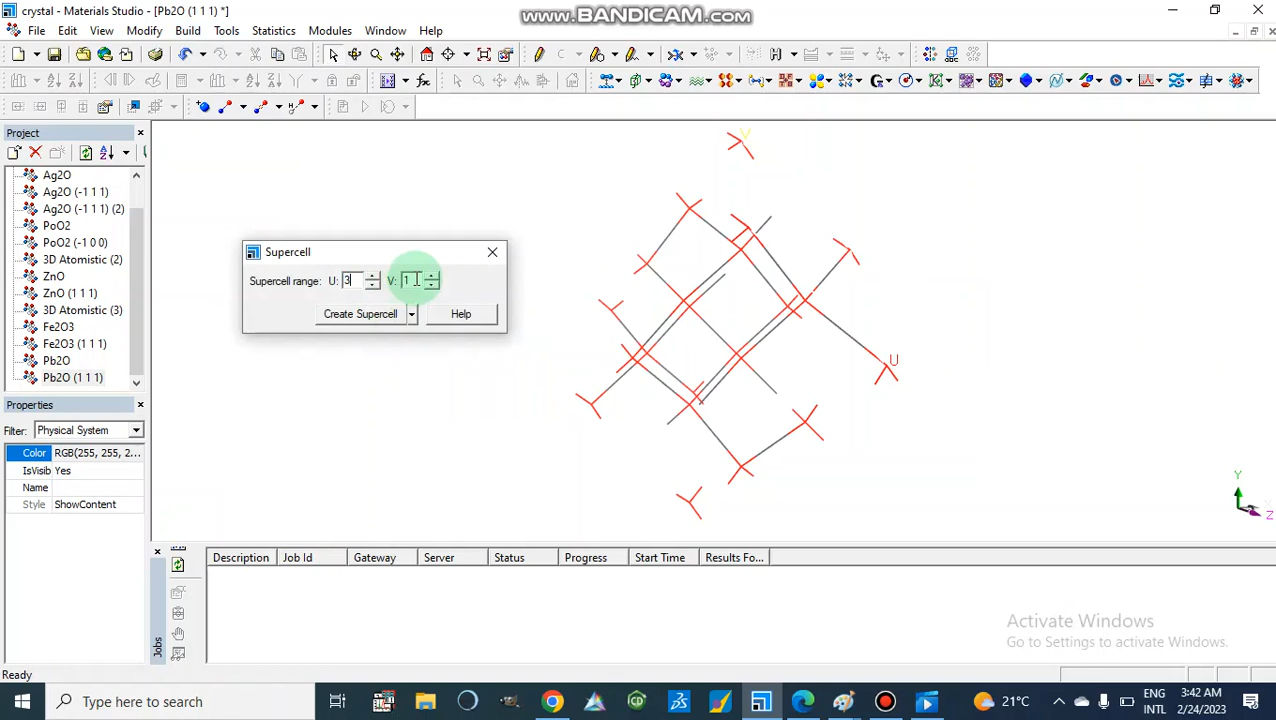 crystal - Materials Studio - [Pb2O (1 1 1) *]
www.BANDICAM.com
File Edit View Modify Build Tools Statistics Modules Window Help
Project
Ag2O
Ag2O (-1 1 1)
Ag2O (-1 1 1) (2)
PoO2
PoO2 (-1 0 0)
3D Atomistic (2)
ZnO
ZnO (1 1 1)
3D Atomistic (3)
Fe2O3
Fe2O3 (1 1 1)
Pb2O
Pb2O (1 1 1)
Supercell
Supercell range: U: 3 V: 1
Create Supercell Help
V
U
Y
Z
Properties
Filter: Physical System
Color RGB(255, 255, 2...
IsVisib Yes
Name
Style ShowContent
Description Job Id Gateway Server Status Progress Start Time Results Fo...
Jobs
Activate Windows
Go to Settings to activate Windows.
Ready
Type here to search
21°C
ENG
INTL
3:42 AM
2/24/2023